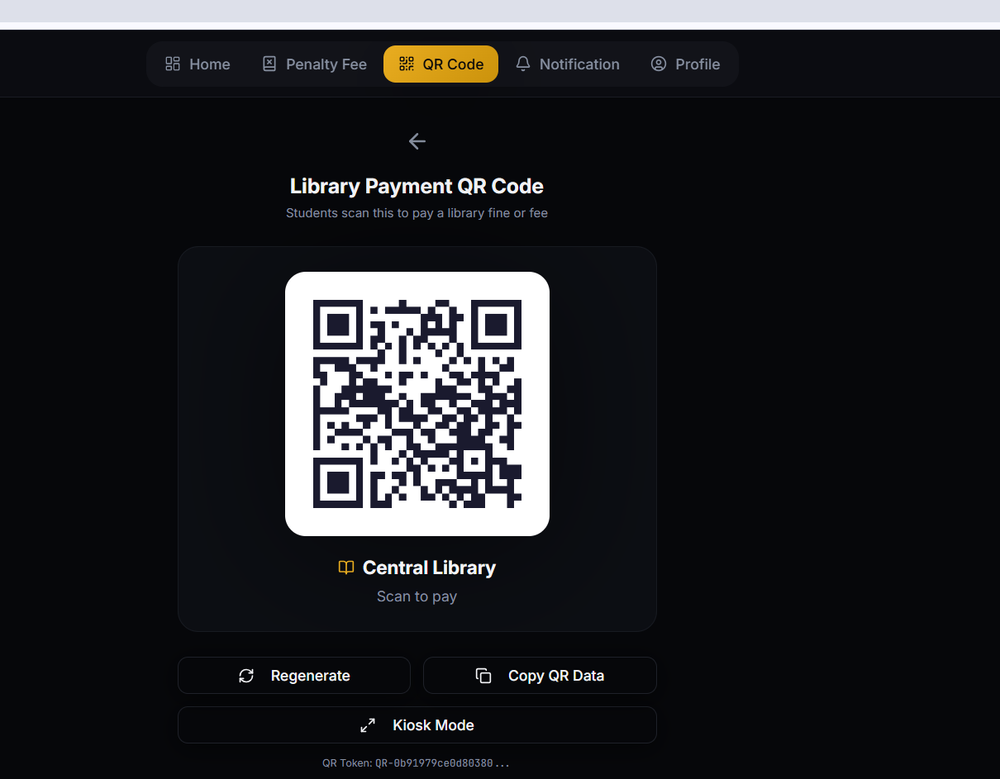 Home
Penalty Fee
QR Code
Notification
Profile
Library Payment QR Code
Students scan this to pay a library fine or fee
Central Library
Scan to pay
Regenerate
Copy QR Data
Kiosk Mode
QR Token: QR-0b91979ce0d80380...